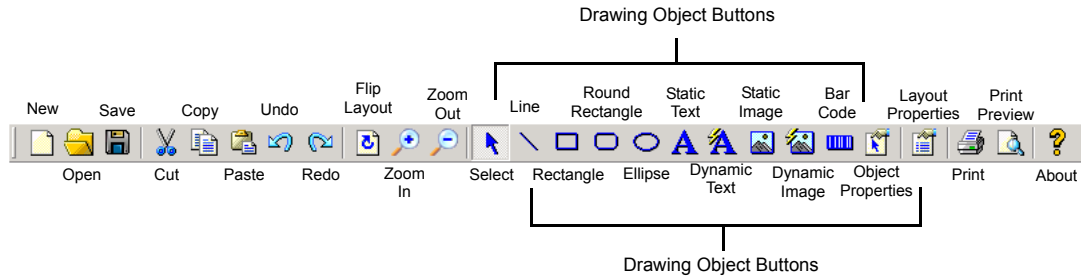 Drawing Object Buttons
New
Save
Copy
Undo
Flip
Layout
Zoom
Out
Line
Round
Rectangle
Static
Text
Static
Image
Bar
Code
Layout
Properties
Print
Preview
Open
Cut
Paste
Redo
Zoom
In
Select
Rectangle
Ellipse
Dynamic
Text
Dynamic
Image
Object
Properties
Print
About
Drawing Object Buttons